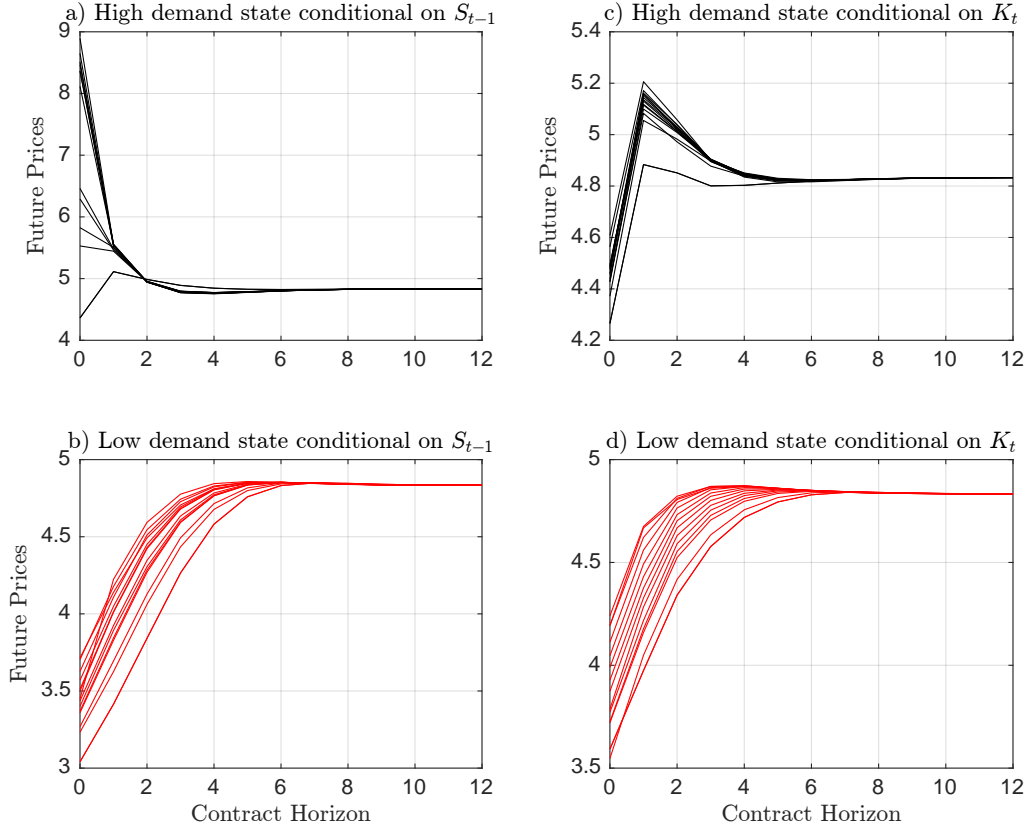 a) High demand state conditional on S_{t−1}
9
8
7
6
5
4
Future Prices
0 2 4 6 8 10 12
c) High demand state conditional on K_t
5.4
5.2
5
4.8
4.6
4.4
4.2
Future Prices
0 2 4 6 8 10 12
b) Low demand state conditional on S_{t−1}
5
4.5
4
3.5
3
Future Prices
0 2 4 6 8 10 12
Contract Horizon
d) Low demand state conditional on K_t
5
4.5
4
3.5
0 2 4 6 8 10 12
Contract Horizon